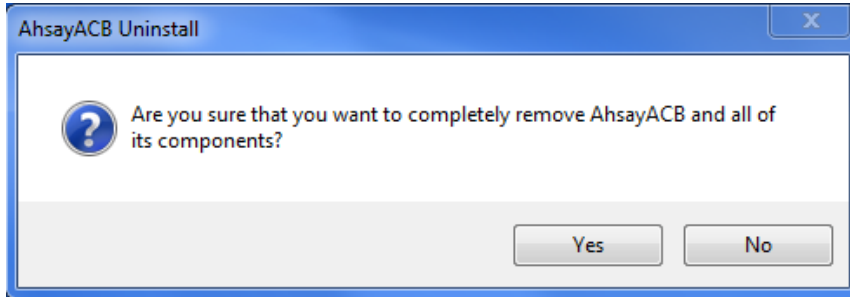 AhsayACB Uninstall
X
?
Are you sure that you want to completely remove AhsayACB and all of
its components?
Yes
No